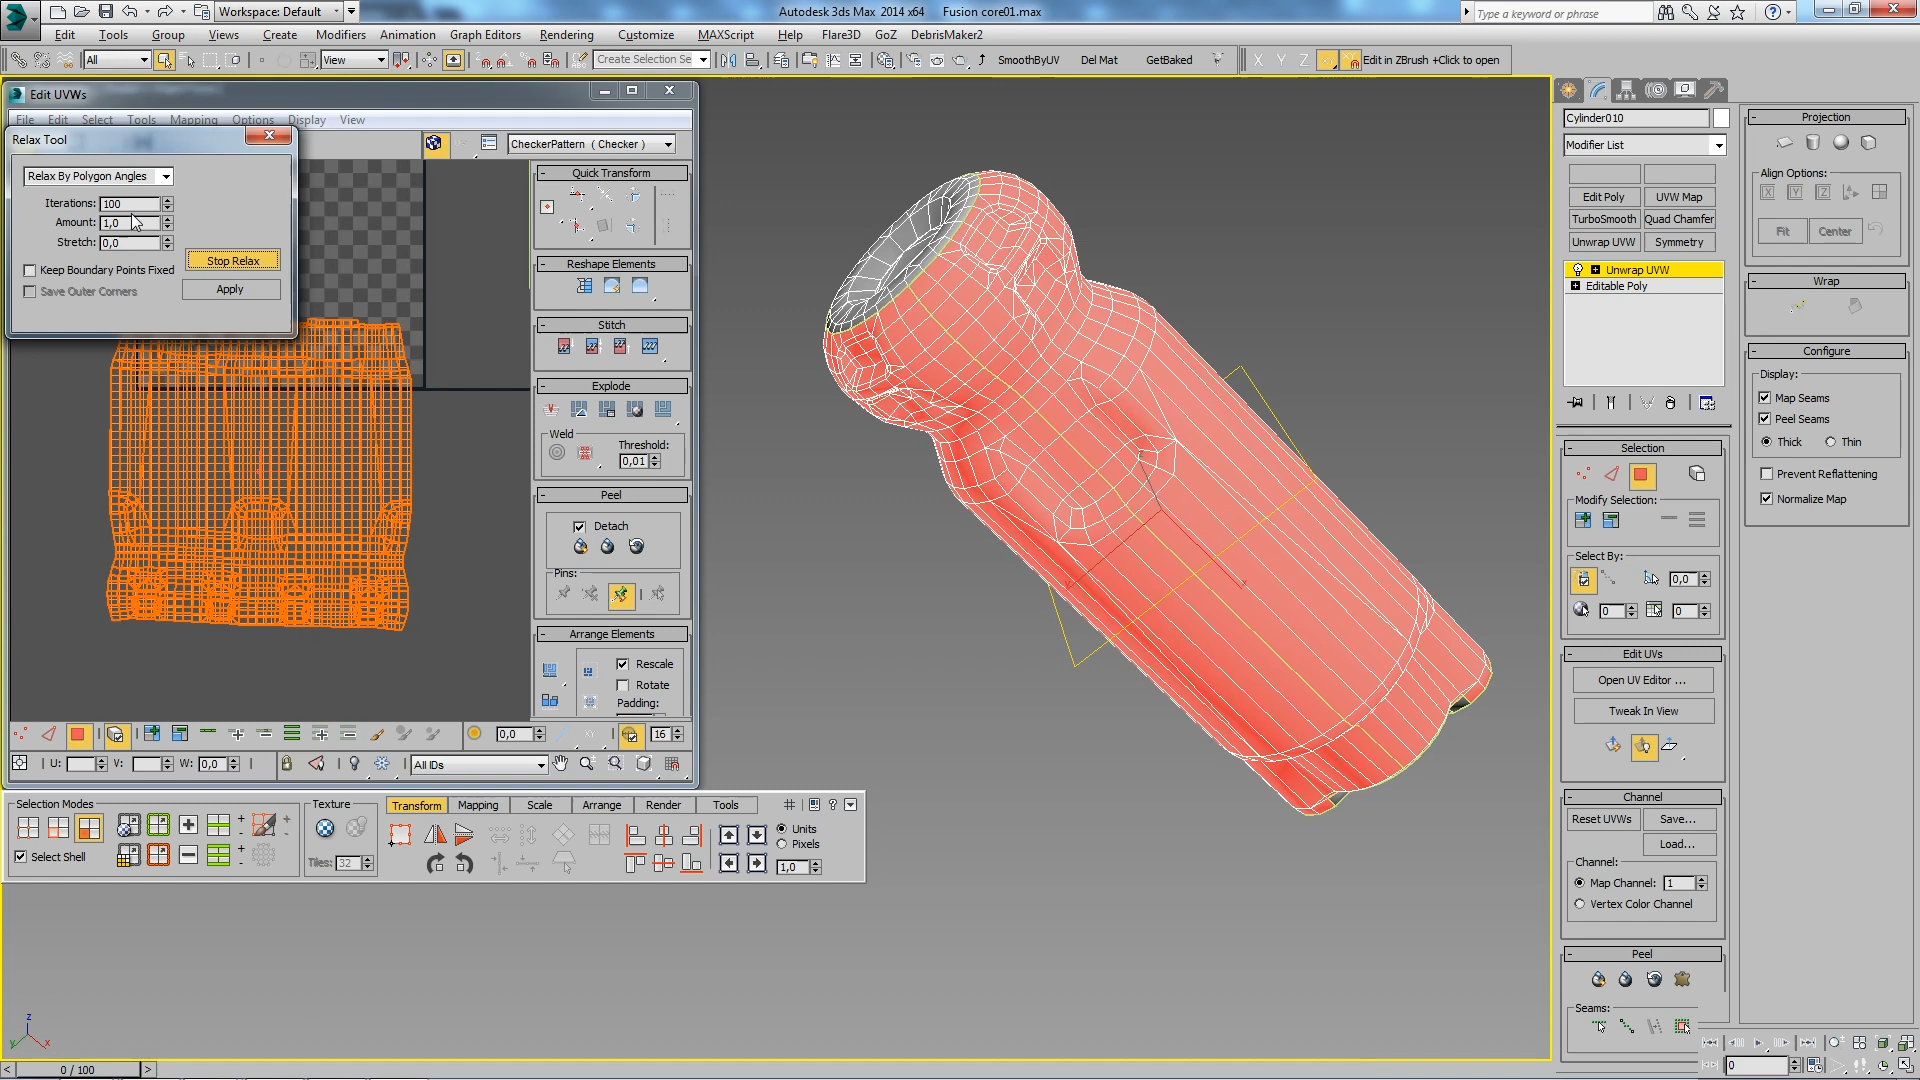 Workspace: Default
Autodesk 3ds Max 2014 x64 Fusion core01.max
Type a keyword or phrase
Edit Tools Group Views Create Modifiers Animation Graph Editors Rendering Customize MAXScript Help Flare3D GoZ DebrisMaker2
All
View
Create Selection Se
SmoothByUV Del Mat GetBaked
X Y Z
Edit in ZBrush +Click to open
Edit UVWs
File Edit Select Tools Mapping Options Display View
Relax Tool
Relax By Polygon Angles
Iterations: 100
Amount: 1,0
Stretch: 0,0
Stop Relax
Keep Boundary Points Fixed
Save Outer Corners
Apply
CheckerPattern ( Checker )
Quick Transform
Reshape Elements
Stitch
Explode
Weld
Threshold:
0,01
Peel
Detach
Pins:
Arrange Elements
Rescale
Rotate
Padding:
0,0
16
U: V: W: 0,0
All IDs
Selection Modes
Select Shell
Texture
Tiles: 32
Transform Mapping Scale Arrange Render Tools
Units
Pixels
1,0
0 / 100
Cylinder010
Modifier List
Edit Poly UVW Map
TurboSmooth Quad Chamfer
Unwrap UVW Symmetry
Unwrap UVW
Editable Poly
Selection
Modify Selection:
Select By:
0,0
0 0
Edit UVs
Open UV Editor ...
Tweak In View
Channel
Reset UVWs Save...
Load...
Channel:
Map Channel: 1
Vertex Color Channel
Peel
Seams:
Projection
Align Options:
X Y Z
Fit Center
Wrap
Configure
Display:
Map Seams
Peel Seams
Thick Thin
Prevent Reflattening
Normalize Map
0
z
y x